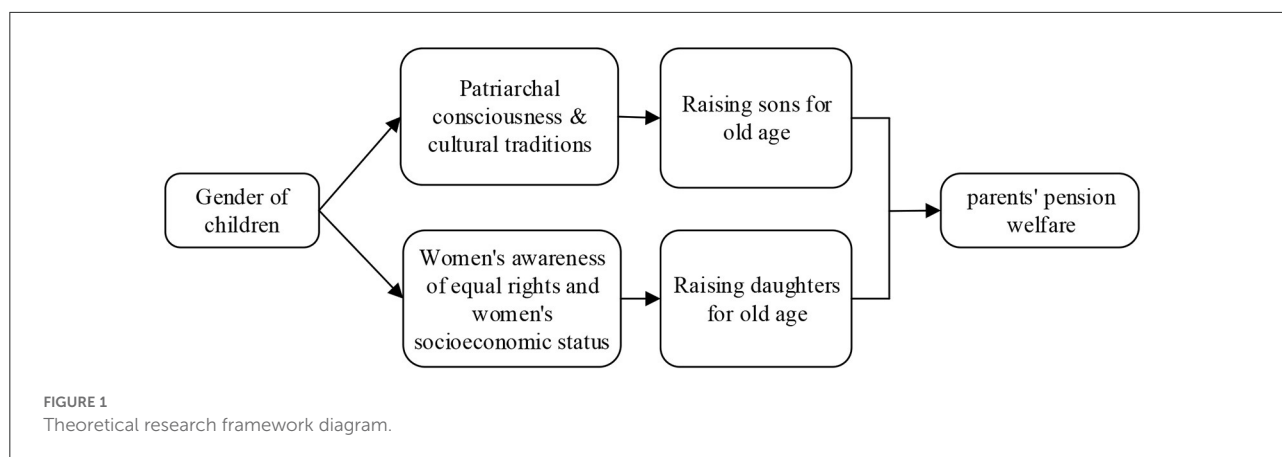 Gender of
children
Patriarchal
consciousness &
cultural traditions
Raising sons for
old age
Women's awareness
of equal rights and
women's
socioeconomic status
Raising daughters
for old age
parents' pension
welfare
FIGURE 1
Theoretical research framework diagram.